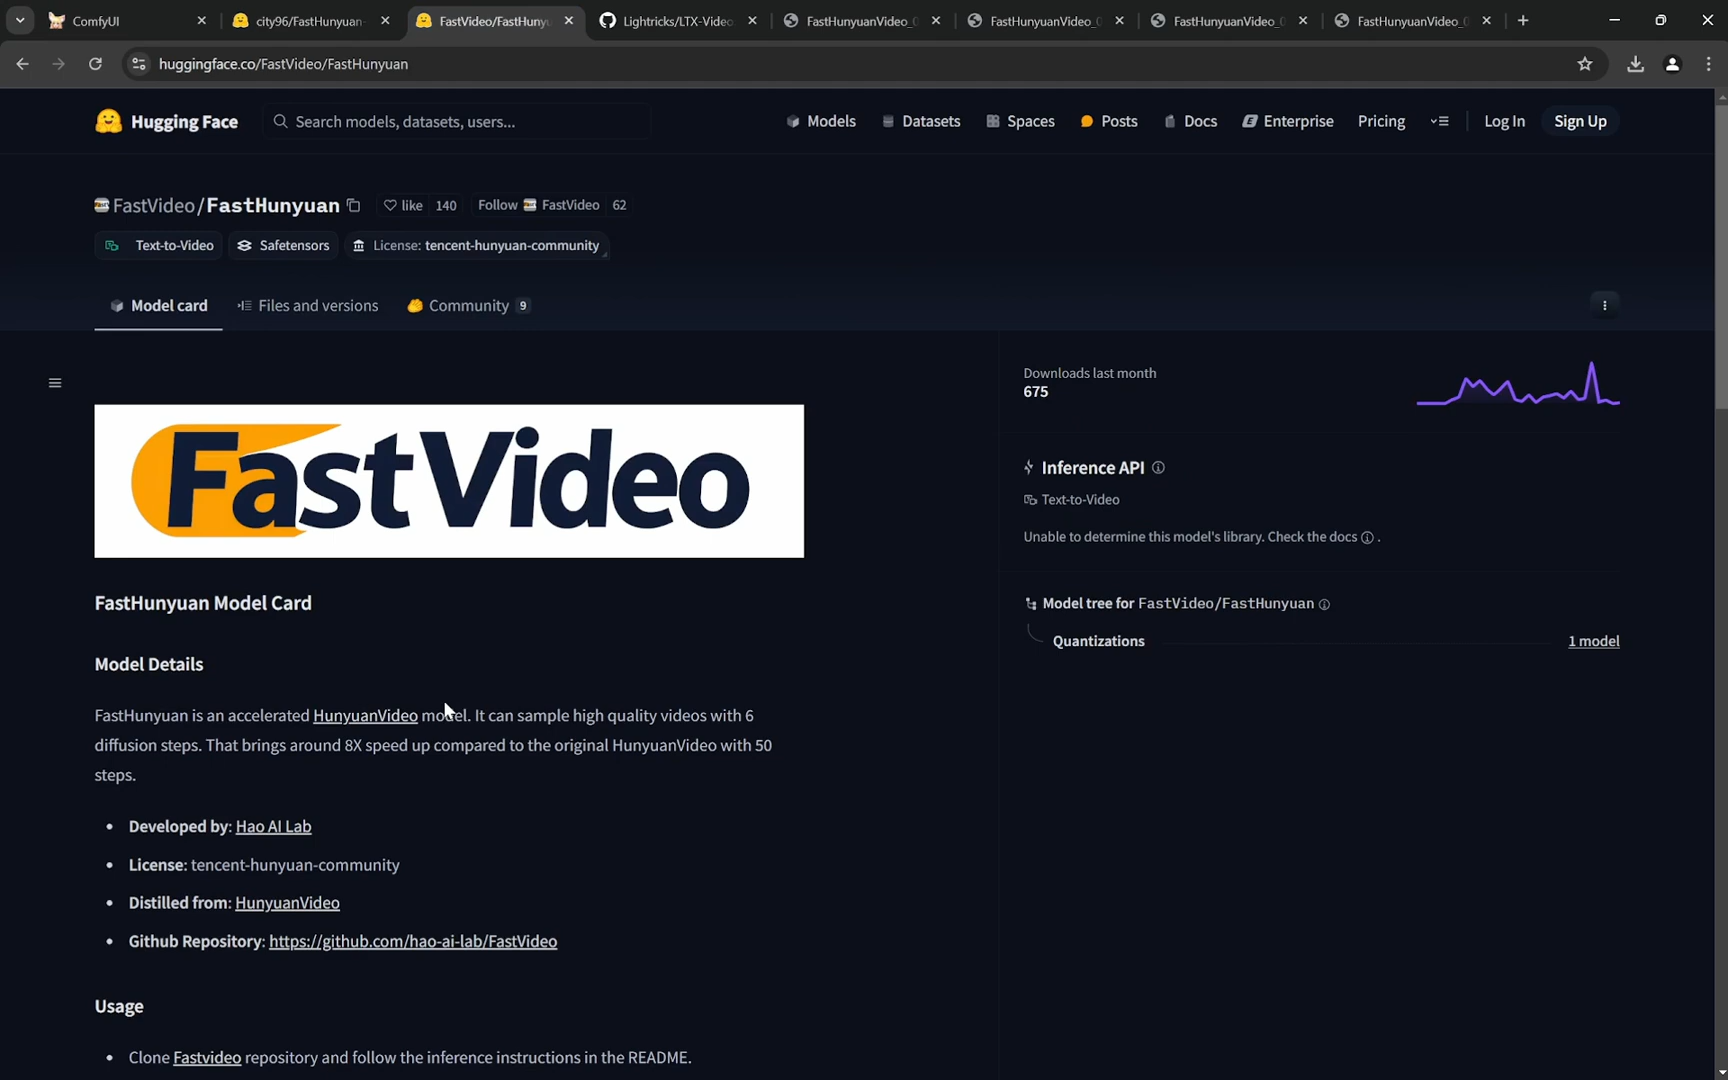 ComfyUI
city96/FastHunyuan-
FastVideo/FastHuny
Lightricks/LTX-Video
FastHunyuanVideo_0
FastHunyuanVideo_0
FastHunyuanVideo_0
FastHunyuanVideo_0
huggingface.co/FastVideo/FastHunyuan
Hugging Face
Search models, datasets, users...
Models
Datasets
Spaces
Posts
Docs
Enterprise
Pricing
Log In
Sign Up
FastVideo/FastHunyuan
like 140
Follow FastVideo 62
Text-to-Video
Safetensors
License: tencent-hunyuan-community
Model card
Files and versions
Community 9
Downloads last month
675
FastVideo
Inference API
Text-to-Video
Unable to determine this model's library. Check the docs .
FastHunyuan Model Card
Model tree for FastVideo/FastHunyuan
Quantizations
1 model
Model Details
FastHunyuan is an accelerated HunyuanVideo model. It can sample high quality videos with 6
diffusion steps. That brings around 8X speed up compared to the original HunyuanVideo with 50
steps.
• Developed by: Hao AI Lab
• License: tencent-hunyuan-community
• Distilled from: HunyuanVideo
• Github Repository: https://github.com/hao-ai-lab/FastVideo
Usage
• Clone Fastvideo repository and follow the inference instructions in the README.